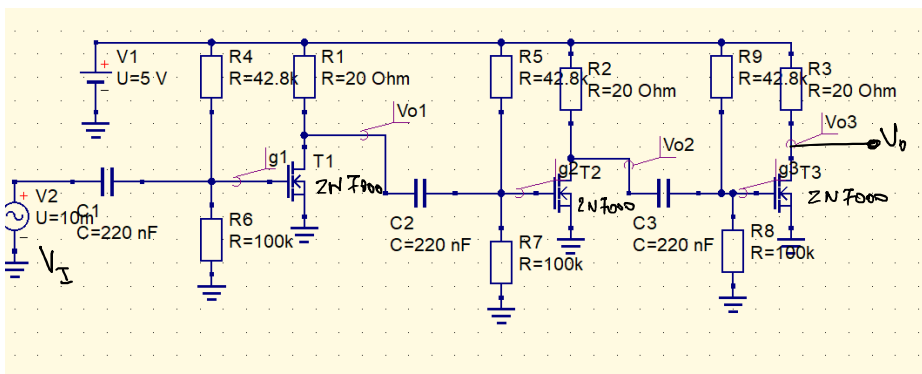 V1
U=5 V
R4
R=42.8k
R1
R=20 Ohm
R5
R=42.8k
R2
R=20 Ohm
R9
R=42.8k
R3
R=20 Ohm
Vo1
Vo2
Vo3
Vo
g1
T1
2N7000
g2
T2
2N7000
g3
T3
2N7000
V2
U=10m
VI
C1
C=220 nF
R6
R=100k
C2
C=220 nF
R7
R=100k
C3
C=220 nF
R8
R=100k